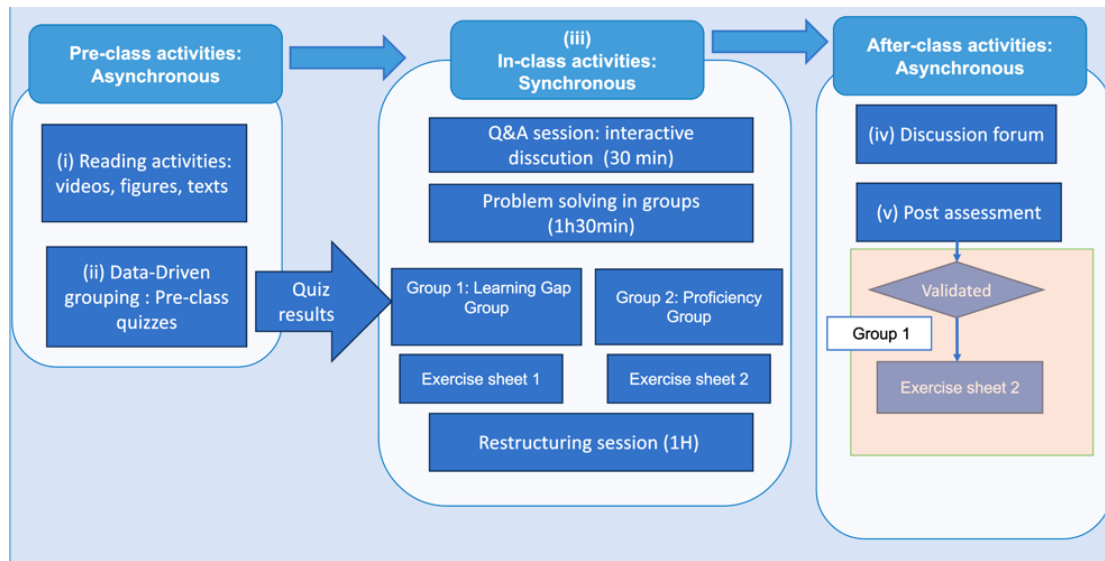 Pre-class activities:
Asynchronous
(i) Reading activities:
videos, figures, texts
(ii) Data-Driven
grouping : Pre-class
quizzes
Quiz
results
(iii)
In-class activities:
Synchronous
Q&A session: interactive
disscution (30 min)
Problem solving in groups
(1h30min)
Group 1: Learning Gap
Group
Group 2: Proficiency
Group
Exercise sheet 1
Exercise sheet 2
Restructuring session (1H)
After-class activities:
Asynchronous
(iv) Discussion forum
(v) Post assessment
Validated
Group 1
Exercise sheet 2